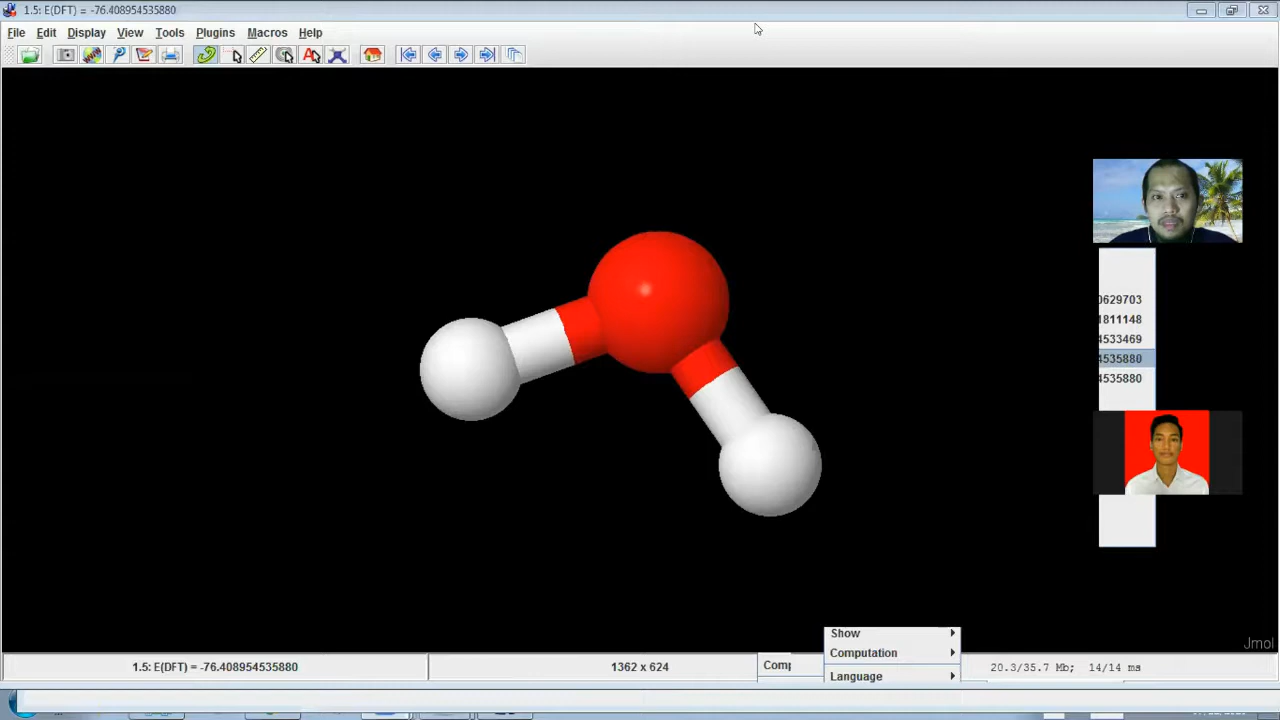 1.5: E(DFT) = -76.408954535880
File Edit Display View Tools Plugins Macros Help
0629703
1811148
4533469
4535880
4535880
Show
Computation
Language
Jmol
1.5: E(DFT) = -76.408954535880
1362 x 624
Comp
20.3/35.7 Mb; 14/14 ms